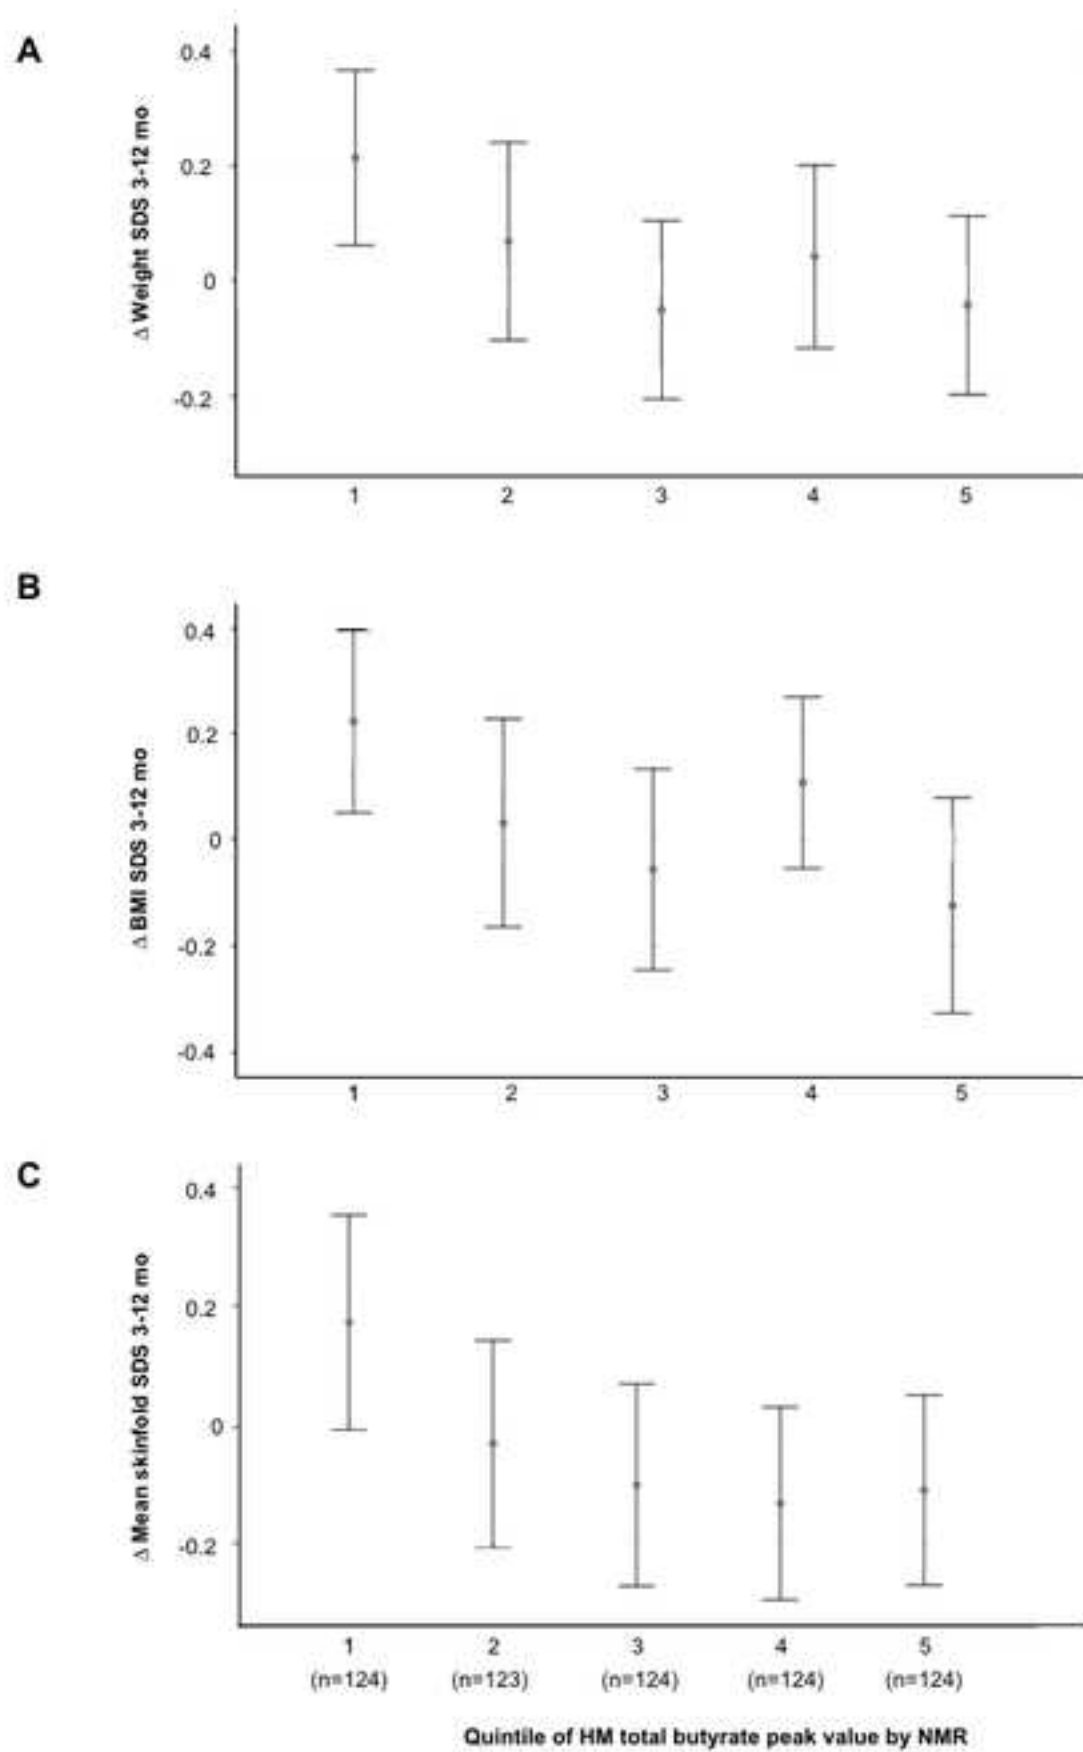 A
Δ Weight SDS 3-12 mo
0.4
0.2
0
-0.2
1 2 3 4 5
B
Δ BMI SDS 3-12 mo
0.4
0.2
0
-0.2
-0.4
1 2 3 4 5
C
Δ Mean skinfold SDS 3-12 mo
0.4
0.2
0
-0.2
1 2 3 4 5
(n=124) (n=123) (n=124) (n=124) (n=124)
Quintile of HM total butyrate peak value by NMR